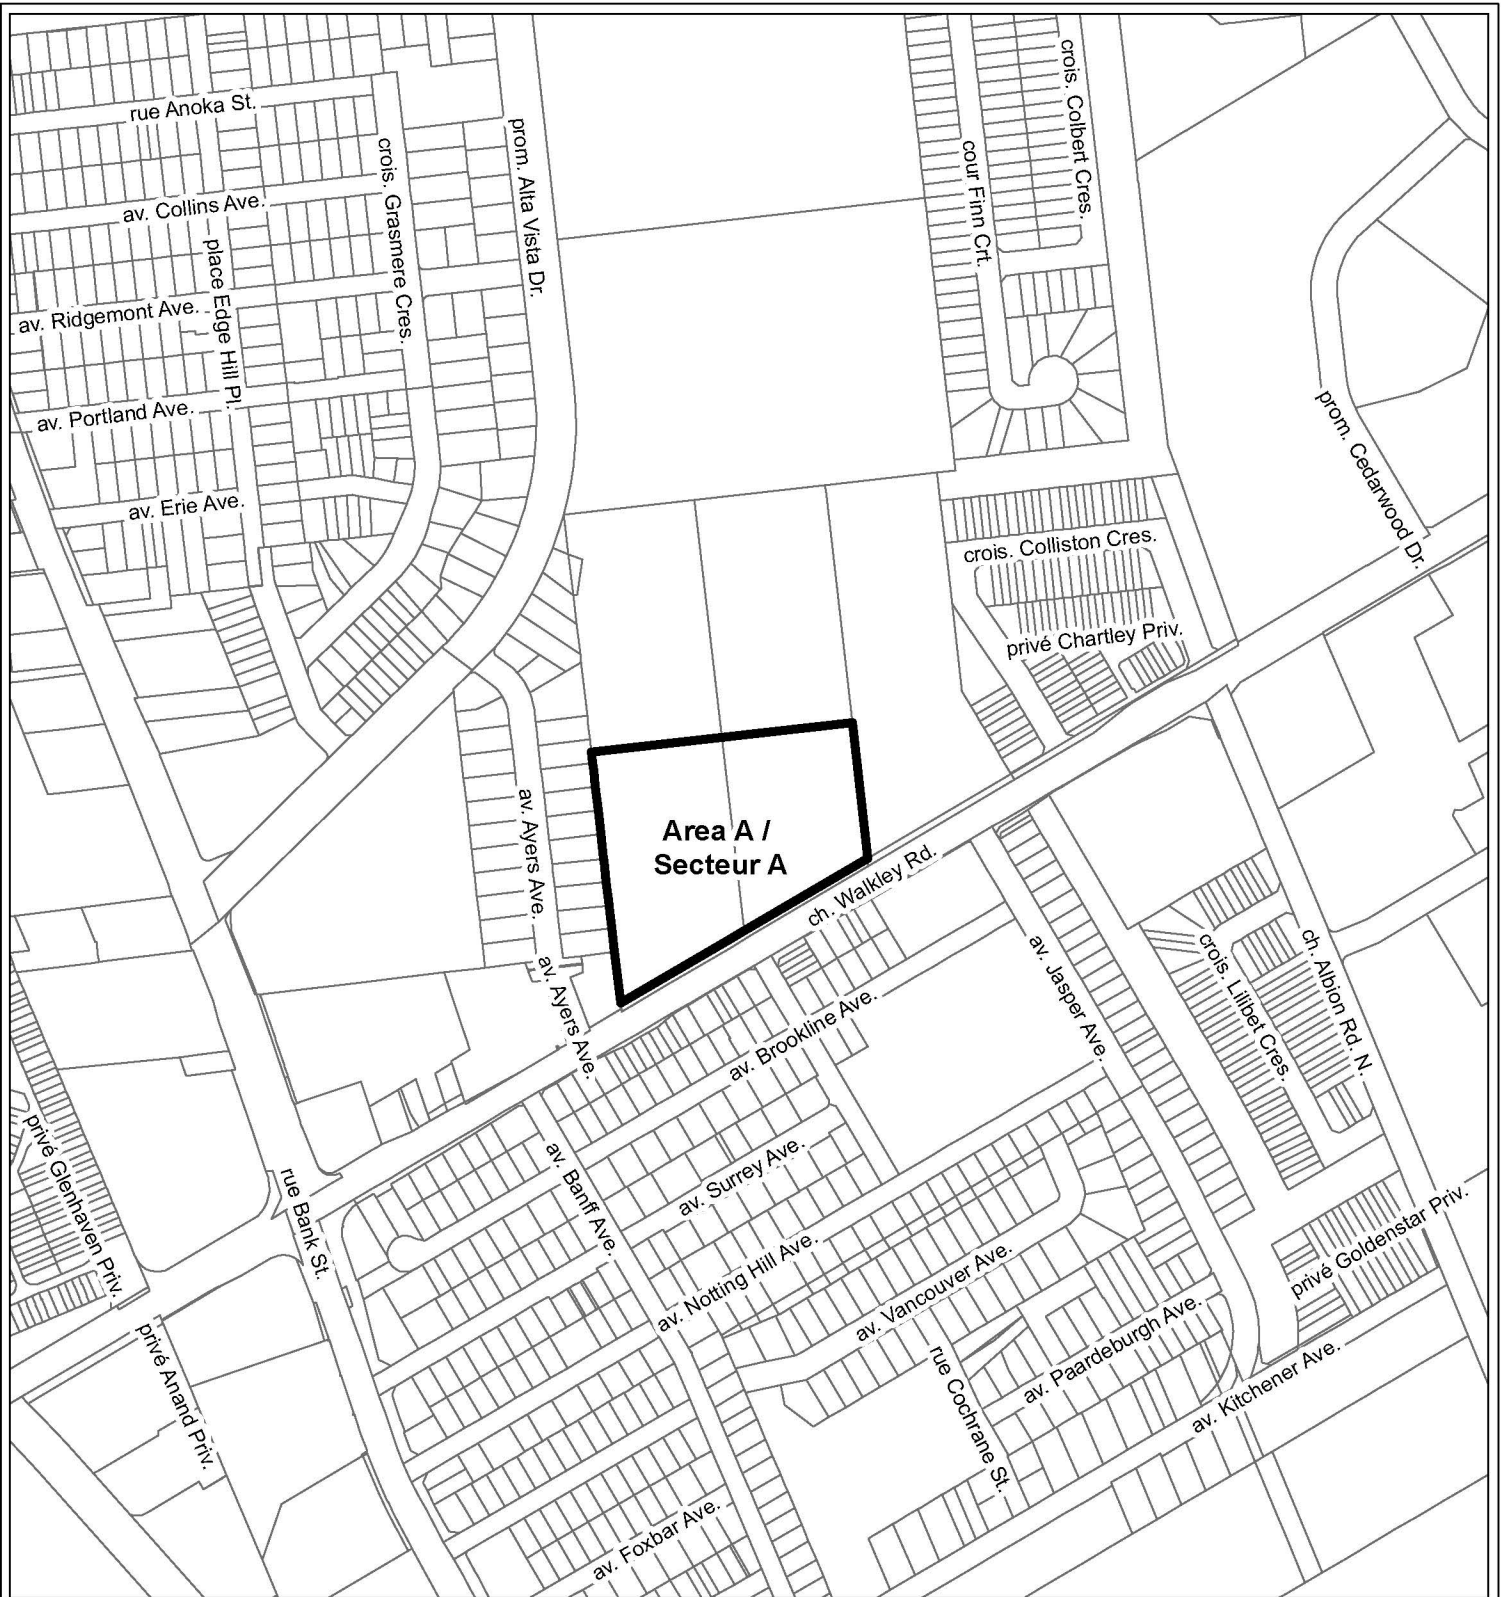 rue Anoka St.
av. Collins Ave.
crois. Grasmere Cres.
prom. Alta Vista Dr.
cour Finn Crt.
crois. Colbert Cres.
place Edge Hill Pl.
av. Ridgemont Ave.
av. Portland Ave.
av. Erie Ave.
prom. Cedarwood Dr.
crois. Colliston Cres.
privé Chartley Priv.
av. Ayers Ave.
Area A /
Secteur A
ch. Walkley Rd.
av. Ayers Ave.
av. Brookline Ave.
av. Jasper Ave.
crois. Lilibet Cres.
ch. Albion Rd. N.
privé Glenhaven Priv.
rue Bank St.
av. Banff Ave.
av. Surrey Ave.
av. Notting Hill Ave.
av. Vancouver Ave.
privé Goldenstar Priv.
privé Anand Priv.
rue Cochrane St.
av. Paardeburgh Ave.
av. Kitchener Ave.
av. Foxbar Ave.